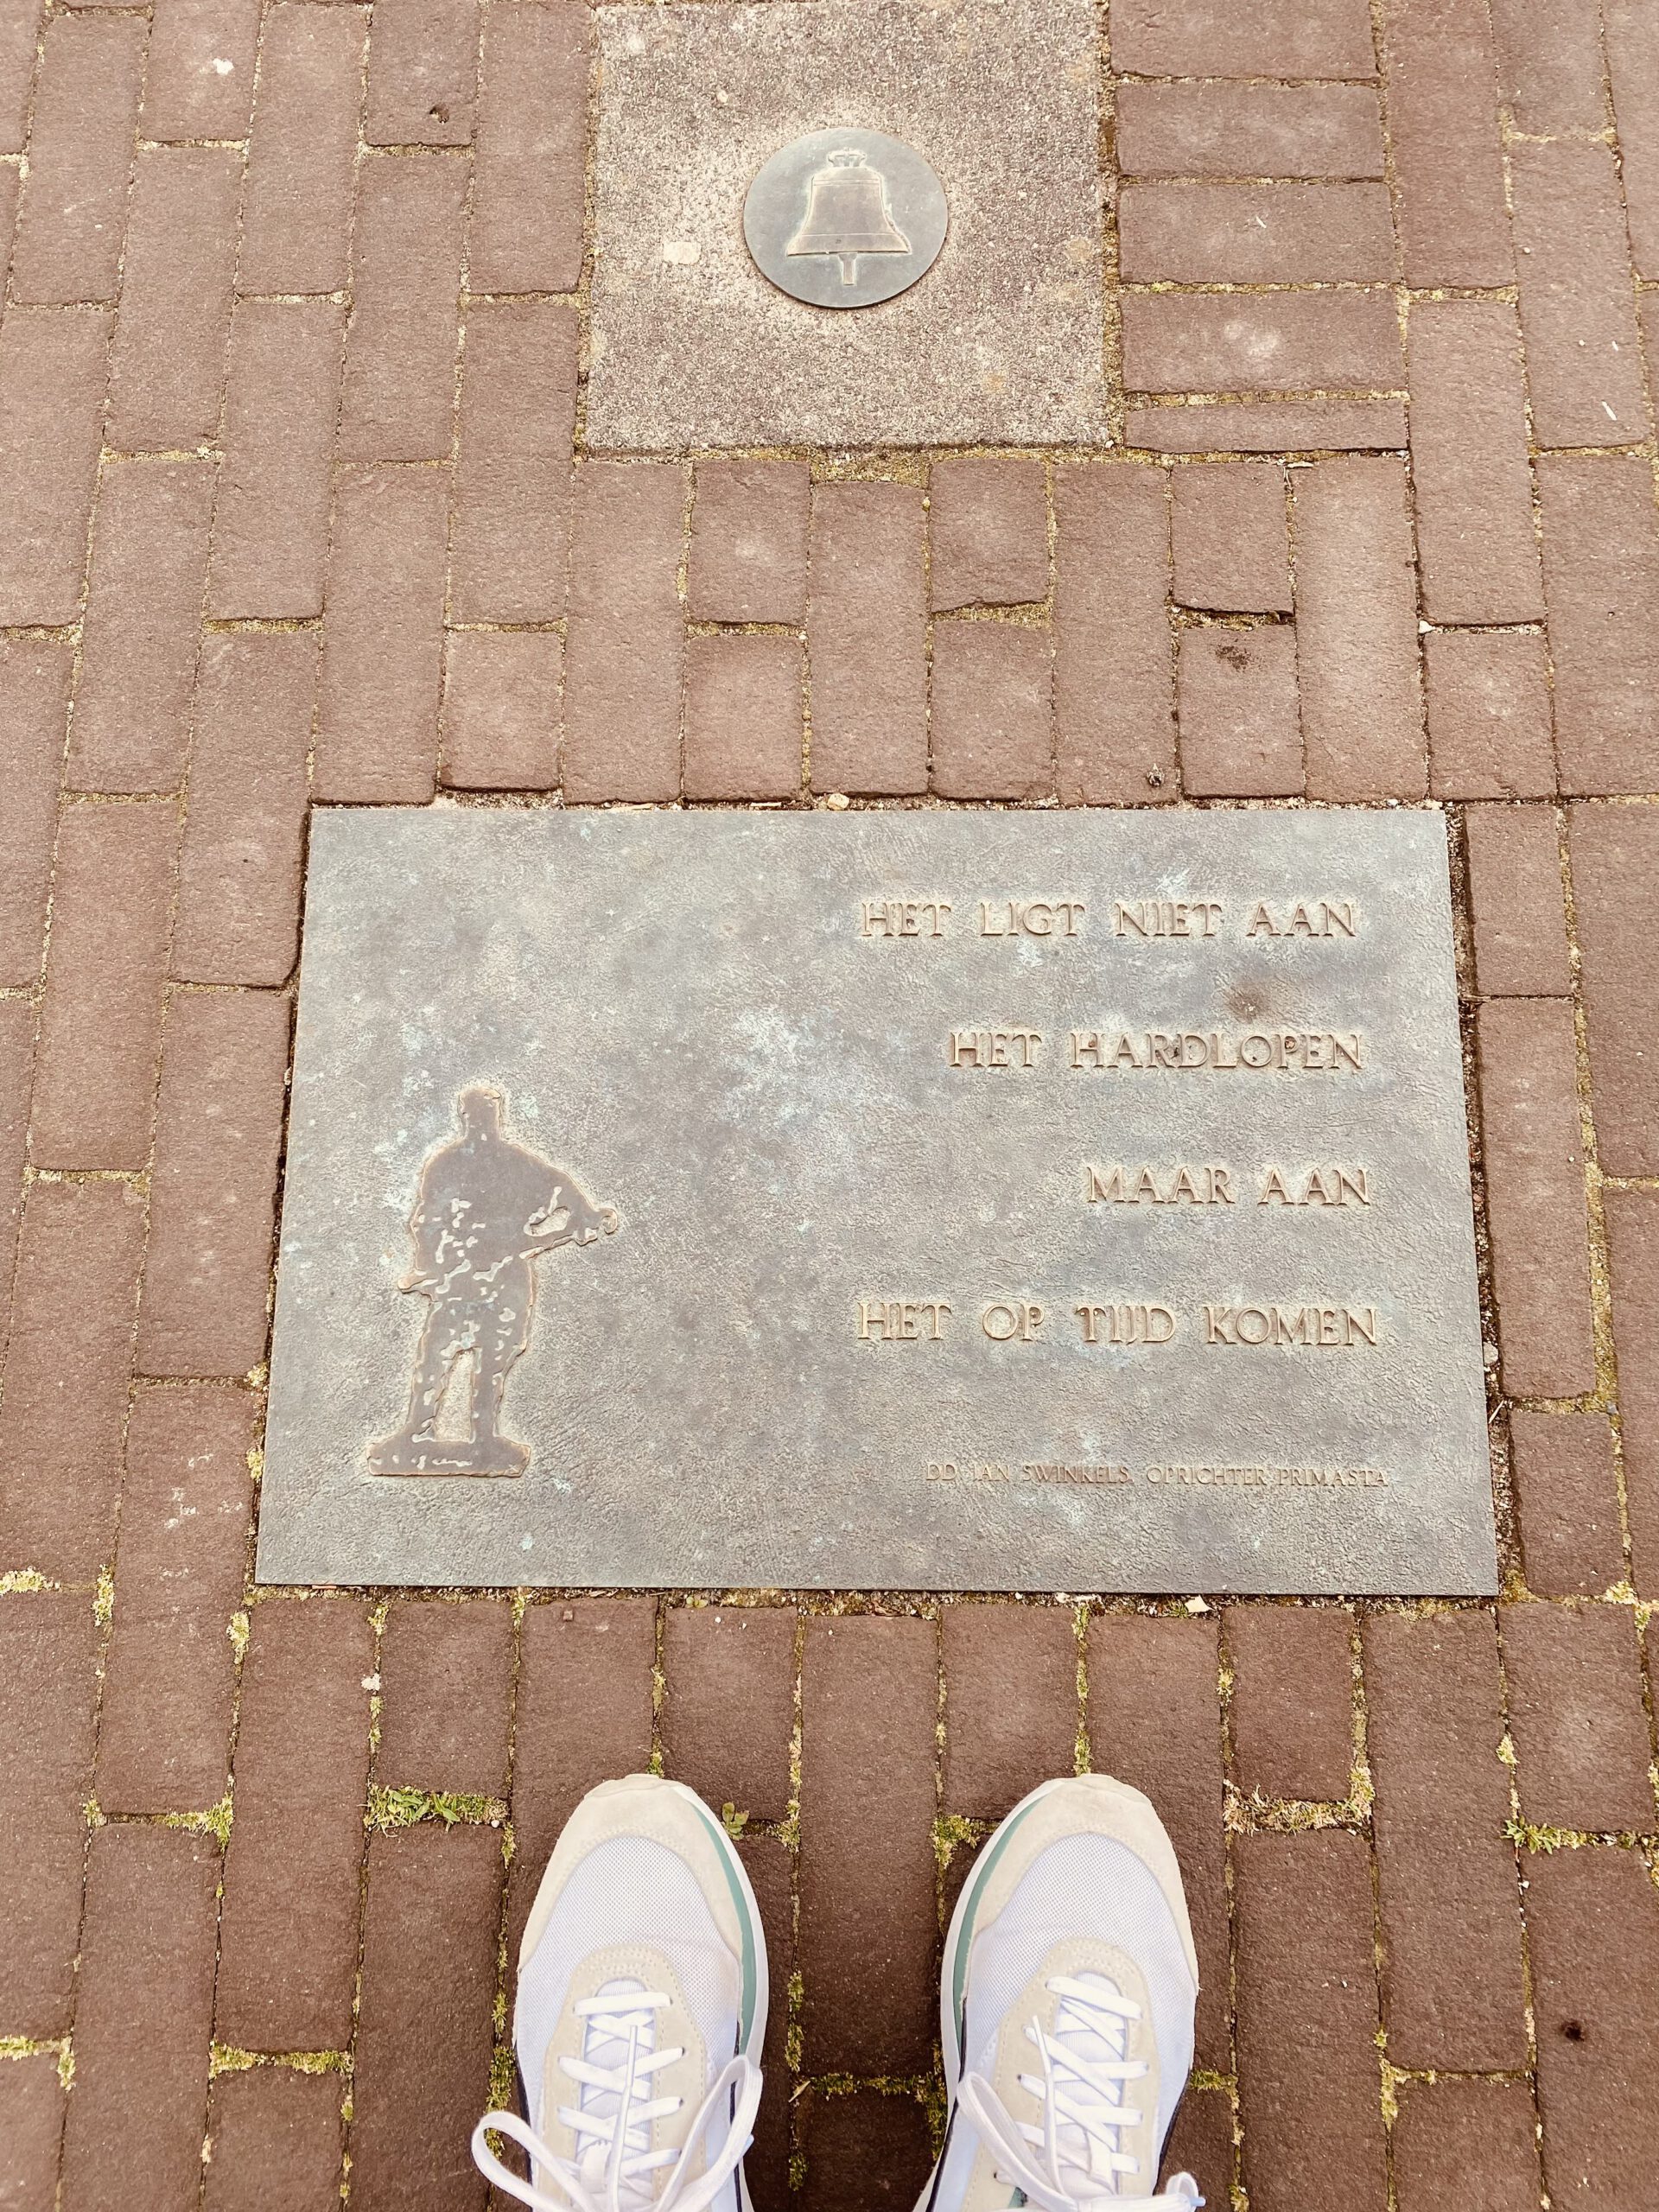 HET LIGT NIET AAN
HET HARDLOPEN
MAAR AAN
HET OP TIJD KOMEN
DD. JAN SWINKELS, OPRICHTER PRIMASTA